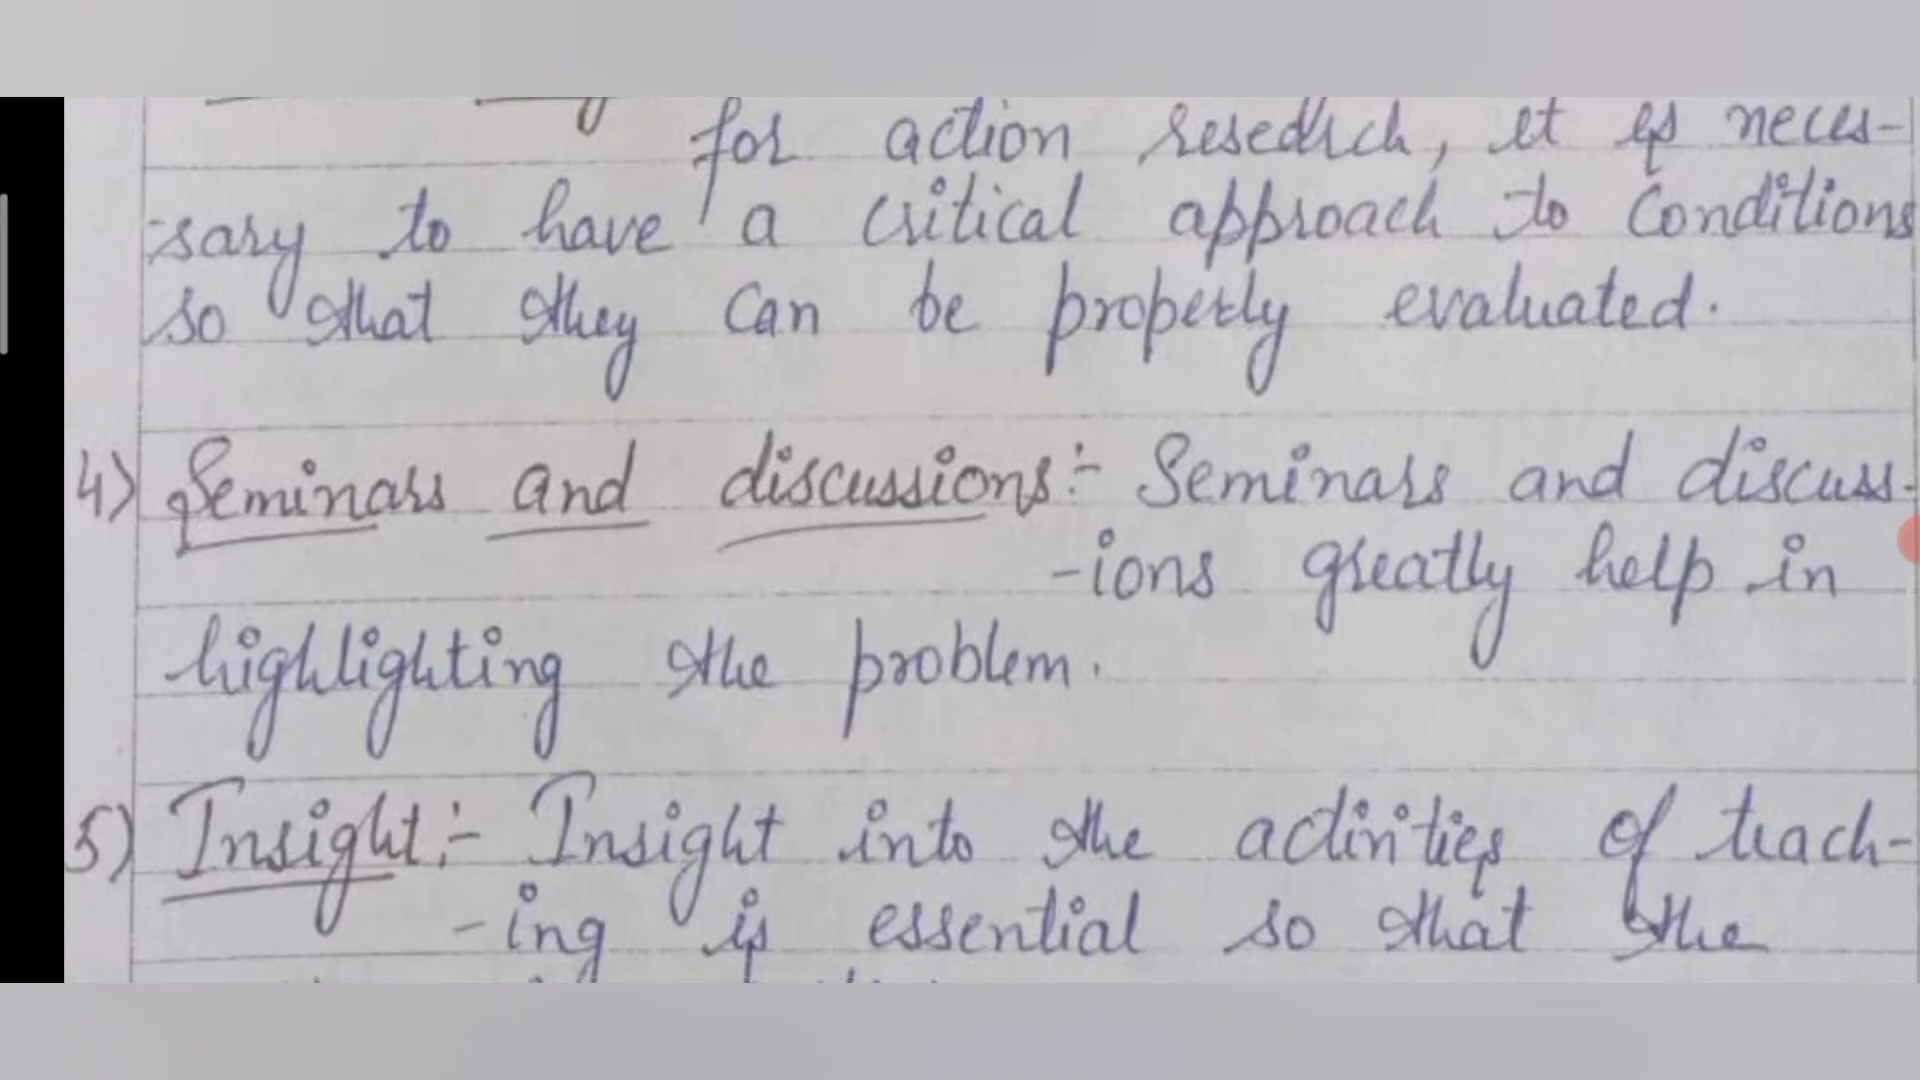 for action research, it is neces-
-sary to have a critical approach to conditions
so that they can be properly evaluated.
4) Seminars and discussions:- Seminars and discuss-
-ions greatly help in
highlighting the problem.
5) Insight:- Insight into the activities of teach-
-ing is essential so that the